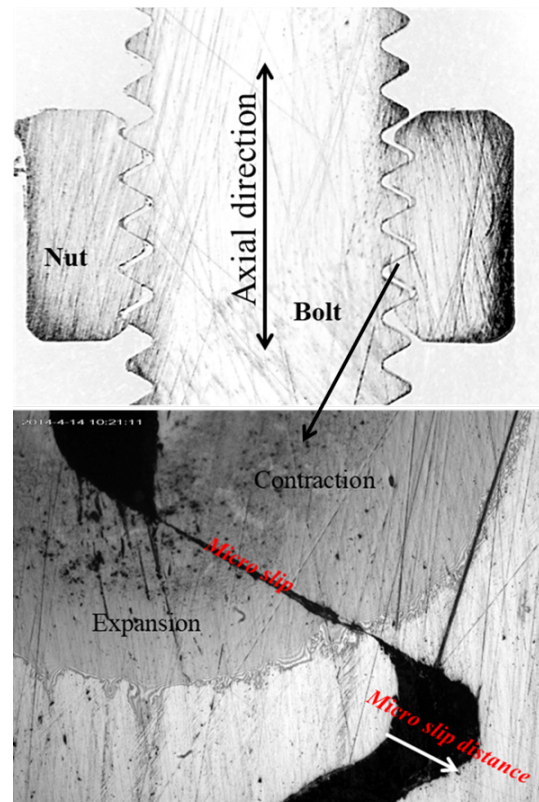 Axial direction
Nut
Bolt
2014-4-14 10:21:11
Contraction
Micro slip
Expansion
Micro slip distance